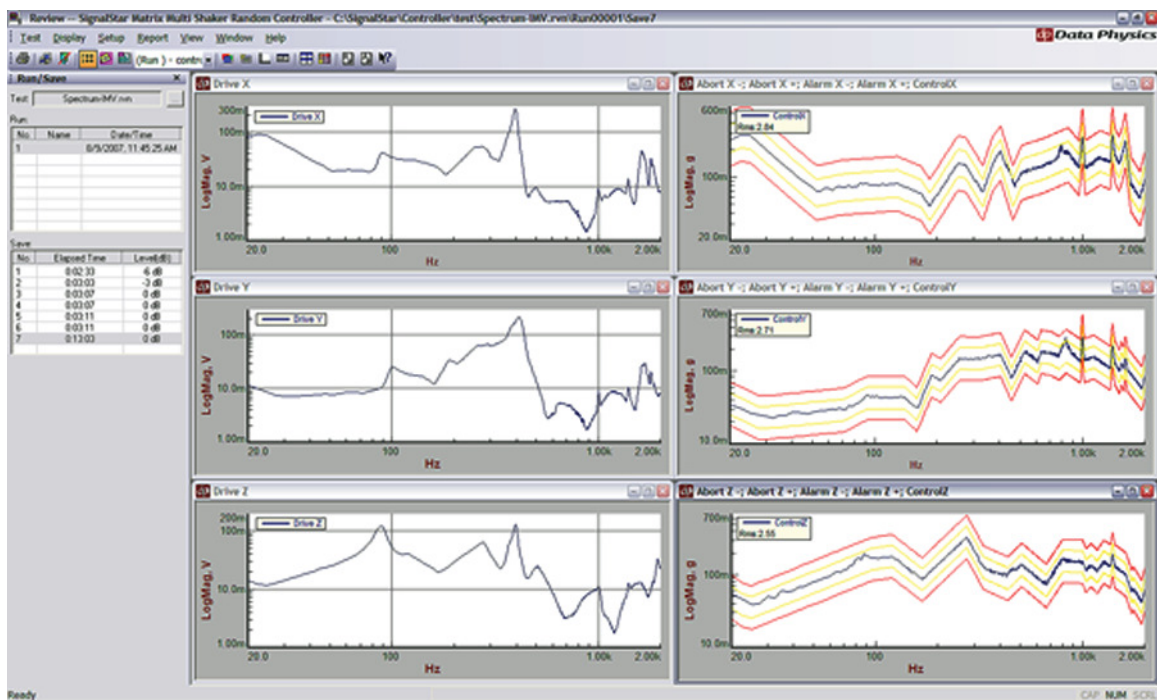 Review -- SignalStar Matrix Multi Shaker Random Controller - C:\SignalStar\Controller\test\Spectrum-IMV.rvn\Run00001\Save7
Test Display Setup Report View Window Help
Data Physics
(Run ) - contr
Run/Save
Test Spectrum-IMV.rvn ...
Run:
No. Name Date/Time
1 8/9/2007, 11:45:25 AM
Save:
No. Elapsed Time Level(dB)
1 0:02:33 -6 dB
2 0:03:03 -3 dB
3 0:03:07 0 dB
4 0:03:07 0 dB
5 0:03:11 0 dB
6 0:03:11 0 dB
7 0:13:03 0 dB
Drive X
Drive X
300m
100m
10.0m
1.00m
LogMag, V
20.0 100 1.00k 2.00k
Hz
Abort X -; Abort X +; Alarm X -; Alarm X +; ControlX
ControlX
Rms:2.84
600m
100m
20.0m
LogMag, g
20.0 100 1.00k 2.00k
Hz
Drive Y
Drive Y
100m
10.0m
1.00m
LogMag, V
20.0 100 1.00k 2.00k
Hz
Abort Y -; Abort Y +; Alarm Y -; Alarm Y +; ControlY
ControlY
Rms:2.71
700m
100m
10.0m
LogMag, g
20.0 100 1.00k 2.00k
Hz
Drive Z
Drive Z
200m
100m
10.0m
1.00m
LogMag, V
20.0 100 1.00k 2.00k
Hz
Abort Z -; Abort Z +; Alarm Z -; Alarm Z +; ControlZ
ControlZ
Rms:2.55
700m
100m
10.0m
LogMag, g
20.0 100 1.00k 2.00k
Hz
Ready
CAP NUM SCRL